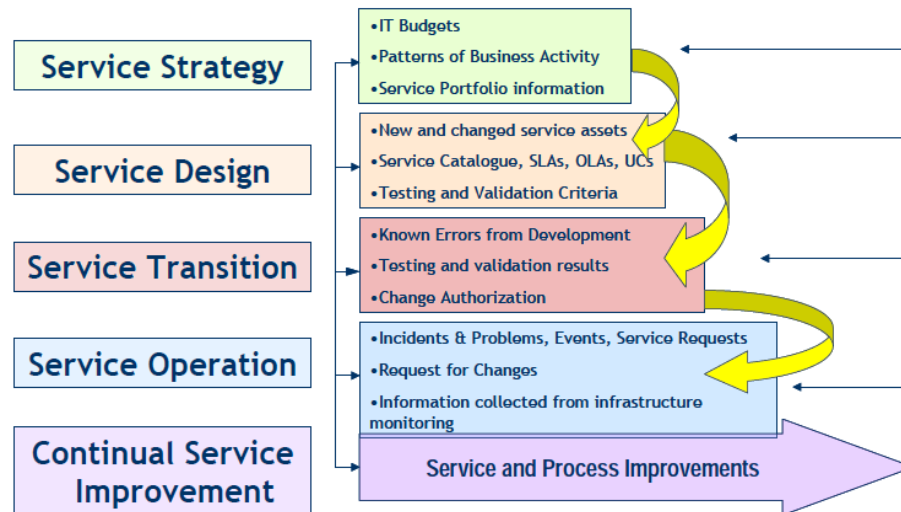 Service Strategy
•IT Budgets
•Patterns of Business Activity
•Service Portfolio information
Service Design
•New and changed service assets
•Service Catalogue, SLAs, OLAs, UCs
•Testing and Validation Criteria
Service Transition
•Known Errors from Development
•Testing and validation results
•Change Authorization
Service Operation
•Incidents & Problems, Events, Service Requests
•Request for Changes
•Information collected from infrastructure
monitoring
Continual Service
Improvement
Service and Process Improvements